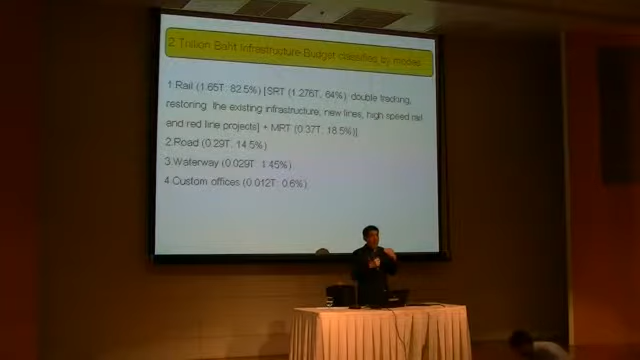 2 Trillion Baht Infrastructure Budget classified by modes
1.Rail (1.65T: 82.5%) [SRT (1.276T, 64%): double tracking,
restoring the existing infrastructure, new lines, high speed rail
and red line projects] + MRT (0.37T: 18.5%)]
2.Road (0.29T: 14.5%)
3.Waterway (0.029T: 1.45%)
4.Custom offices (0.012T: 0.6%)